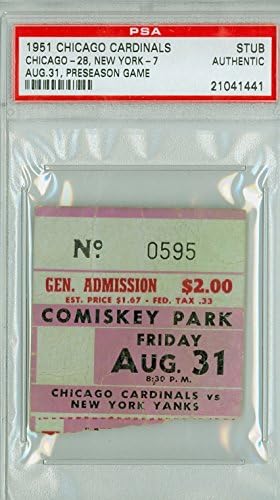 PSA
1951 CHICAGO CARDINALS STUB
CHICAGO - 28, NEW YORK - 7 AUTHENTIC
AUG.31, PRESEASON GAME 21041441
Nº 0595
GEN. ADMISSION $2.00
EST. PRICE $1.67 - FED. TAX .33
COMISKEY PARK
FRIDAY
AUG. 31
8:30 P.M.
CHICAGO CARDINALS vs
NEW YORK YANKS